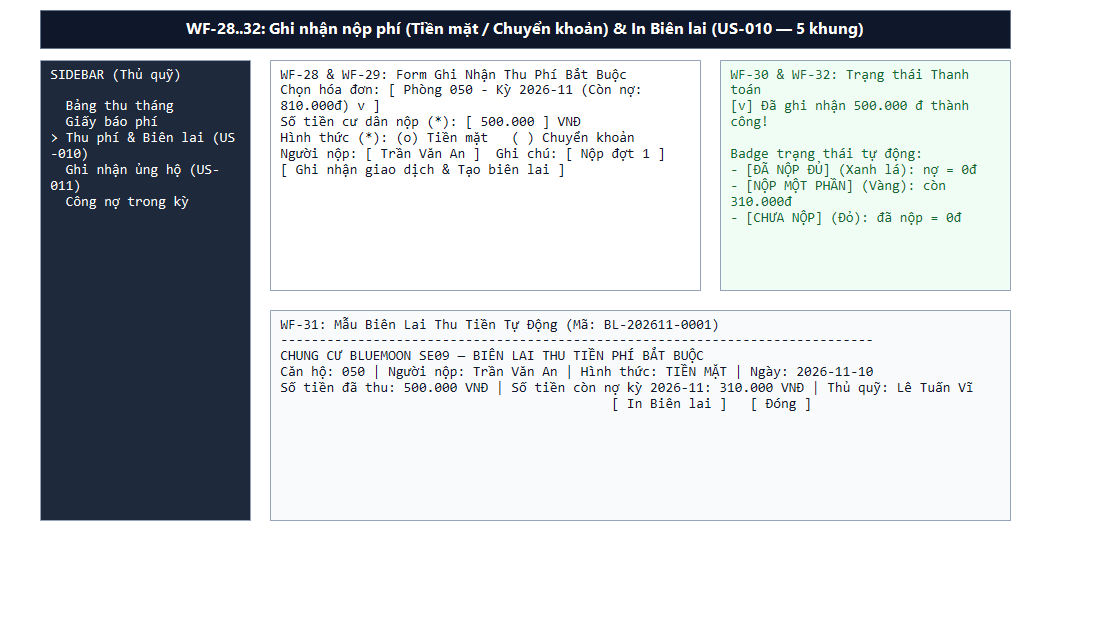 WF-28..32: Ghi nhận nộp phí (Tiền mặt / Chuyển khoản) & In Biên lai (US-010 — 5 khung)
SIDEBAR (Thủ quỹ)
Bảng thu tháng
Giấy báo phí
> Thu phí & Biên lai (US
-010)
Ghi nhận ủng hộ (US-
011)
Công nợ trong kỳ
WF-28 & WF-29: Form Ghi Nhận Thu Phí Bắt Buộc
Chọn hóa đơn: [ Phòng 050 - Kỳ 2026-11 (Còn nợ:
810.000đ) v ]
Số tiền cư dân nộp (*): [ 500.000 ] VNĐ
Hình thức (*): (o) Tiền mặt   ( ) Chuyển khoản
Người nộp: [ Trần Văn An ]  Ghi chú: [ Nộp đợt 1 ]
[ Ghi nhận giao dịch & Tạo biên lai ]
WF-30 & WF-32: Trạng thái Thanh
toán
[v] Đã ghi nhận 500.000 đ thành
công!
Badge trạng thái tự động:
- [ĐÃ NỘP ĐỦ] (Xanh lá): nợ = 0đ
- [NỘP MỘT PHẦN] (Vàng): còn
310.000đ
- [CHƯA NỘP] (Đỏ): đã nộp = 0đ
WF-31: Mẫu Biên Lai Thu Tiền Tự Động (Mã: BL-202611-0001)
-----------------------------------------------------------------------------
CHUNG CƯ BLUEMOON SE09 — BIÊN LAI THU TIỀN PHÍ BẮT BUỘC
Căn hộ: 050 | Người nộp: Trần Văn An | Hình thức: TIỀN MẶT | Ngày: 2026-11-10
Số tiền đã thu: 500.000 VNĐ | Số tiền còn nợ kỳ 2026-11: 310.000 VNĐ | Thủ quỹ: Lê Tuấn Vĩ
[ In Biên lai ]   [ Đóng ]